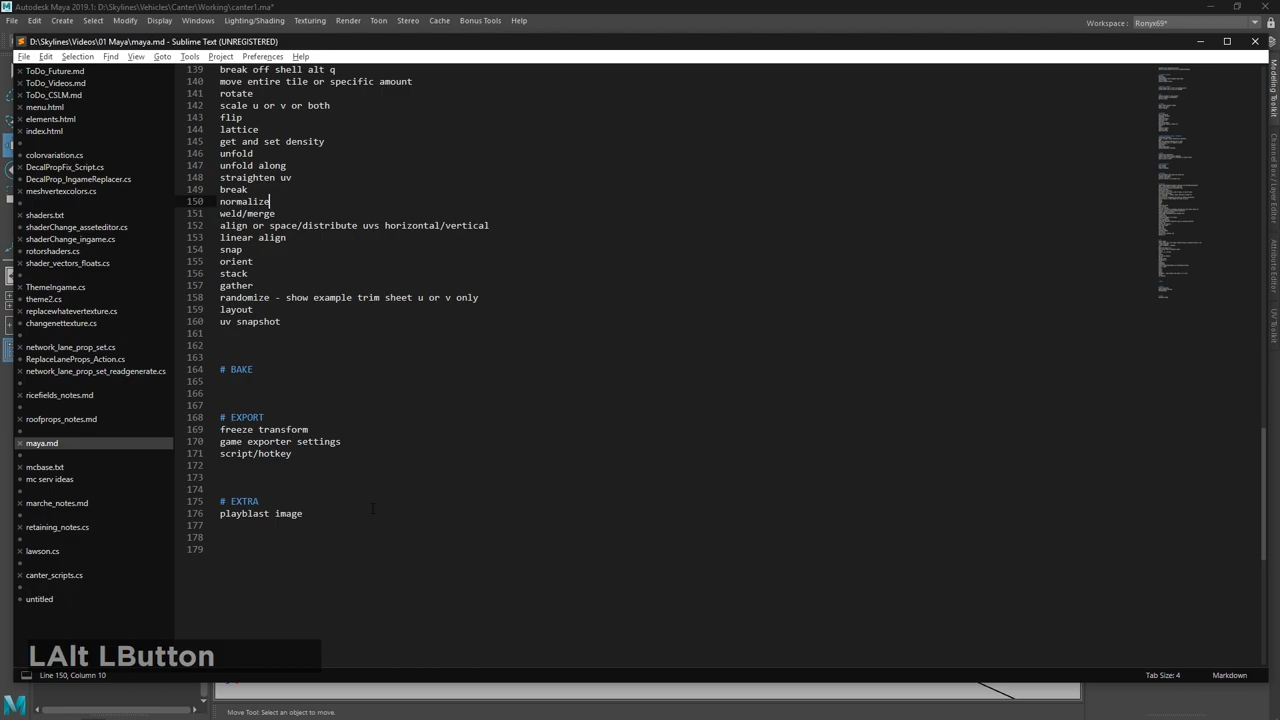 Autodesk Maya 2019.1: D:\Skylines\Vehicles\Canter\Working\canter1.ma*
File Edit Create Select Modify Display Windows Lighting/Shading Texturing Render Toon Stereo Cache Bonus Tools Help
Workspace : Ronyx69*
D:\Skylines\Videos\01 Maya\maya.md - Sublime Text (UNREGISTERED)
File Edit Selection Find View Goto Tools Project Preferences Help
ToDo_Future.md
ToDo_Videos.md
ToDo_CSLM.md
menu.html
elements.html
index.html
colorvariation.cs
DecalPropFix_Script.cs
DecalProp_IngameReplacer.cs
meshvertexcolors.cs
shaders.txt
shaderChange_asseteditor.cs
shaderChange_ingame.cs
rotorshaders.cs
shader_vectors_floats.cs
ThemeIngame.cs
theme2.cs
replacewhatevertexture.cs
changenettexture.cs
network_lane_prop_set.cs
ReplaceLaneProps_Action.cs
network_lane_prop_set_readgenerate.cs
ricefields_notes.md
roofprops_notes.md
maya.md
mcbase.txt
mc serv ideas
marche_notes.md
retaining_notes.cs
lawson.cs
canter_scripts.cs
untitled
139 break off shell alt q
140 move entire tile or specific amount
141 rotate
142 scale u or v or both
143 flip
144 lattice
145 get and set density
146 unfold
147 unfold along
148 straighten uv
149 break
150 normalize
151 weld/merge
152 align or space/distribute uvs horizontal/vertical
153 linear align
154 snap
155 orient
156 stack
157 gather
158 randomize - show example trim sheet u or v only
159 layout
160 uv snapshot
161
162
163
164 # BAKE
165
166
167
168 # EXPORT
169 freeze transform
170 game exporter settings
171 script/hotkey
172
173
174
175 # EXTRA
176 playblast image
177
178
179
Modeling Toolkit
Channel Box / Layer Editor
Attribute Editor
UV Toolkit
LAlt LButton
Line 150, Column 10
Tab Size: 4
Markdown
Move Tool: Select an object to move.